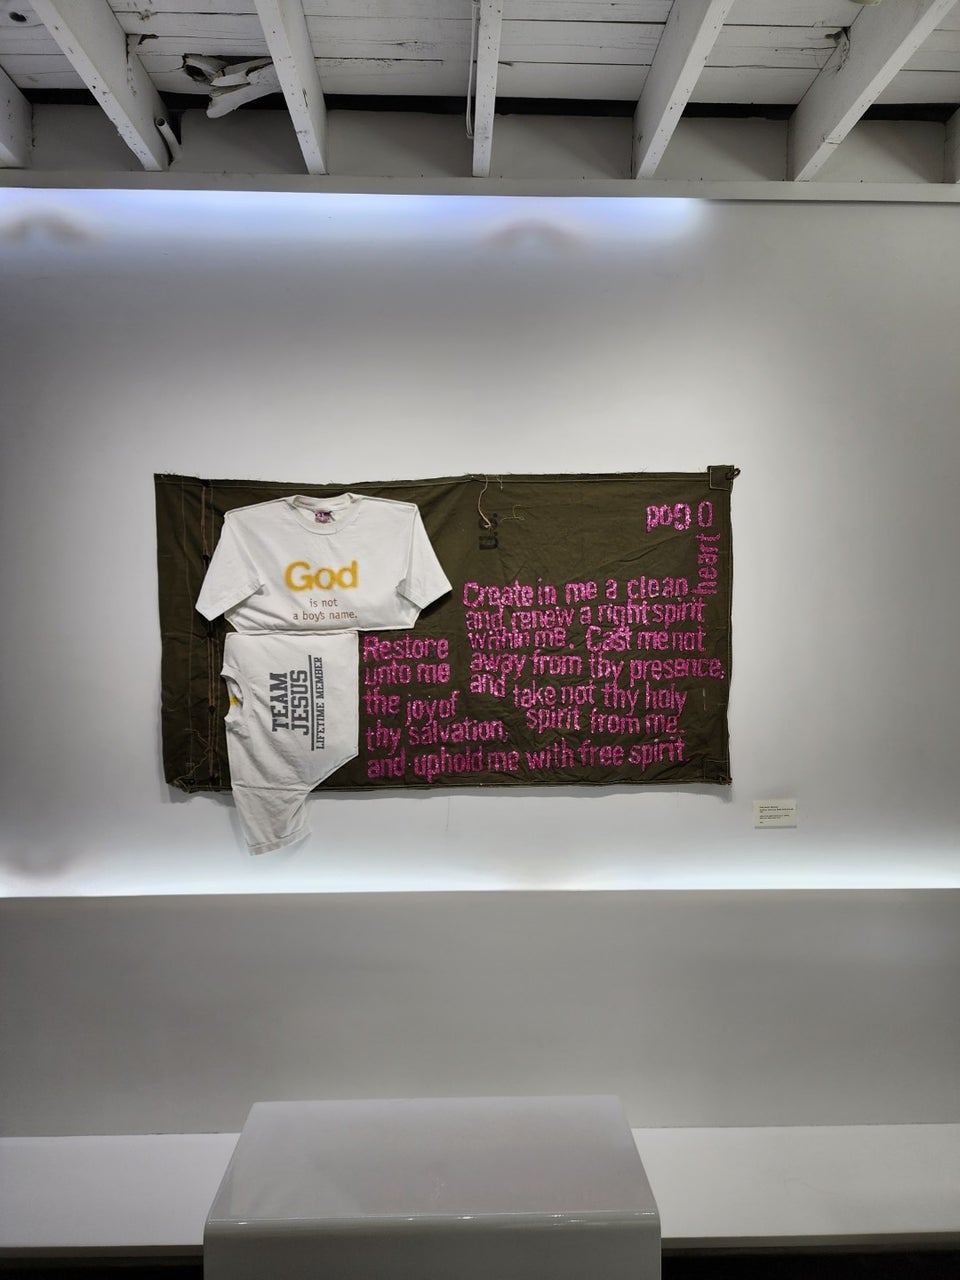 God
is not
a boy's name.
TEAM
JESUS
LIFETIME MEMBER
U.S.
Create in me a clean
heart
O God
and renew a right spirit
within me. Cast me not
away from thy presence,
and take not thy holy
spirit from me.
Restore
unto me
the joy of
thy salvation,
and uphold me with free spirit